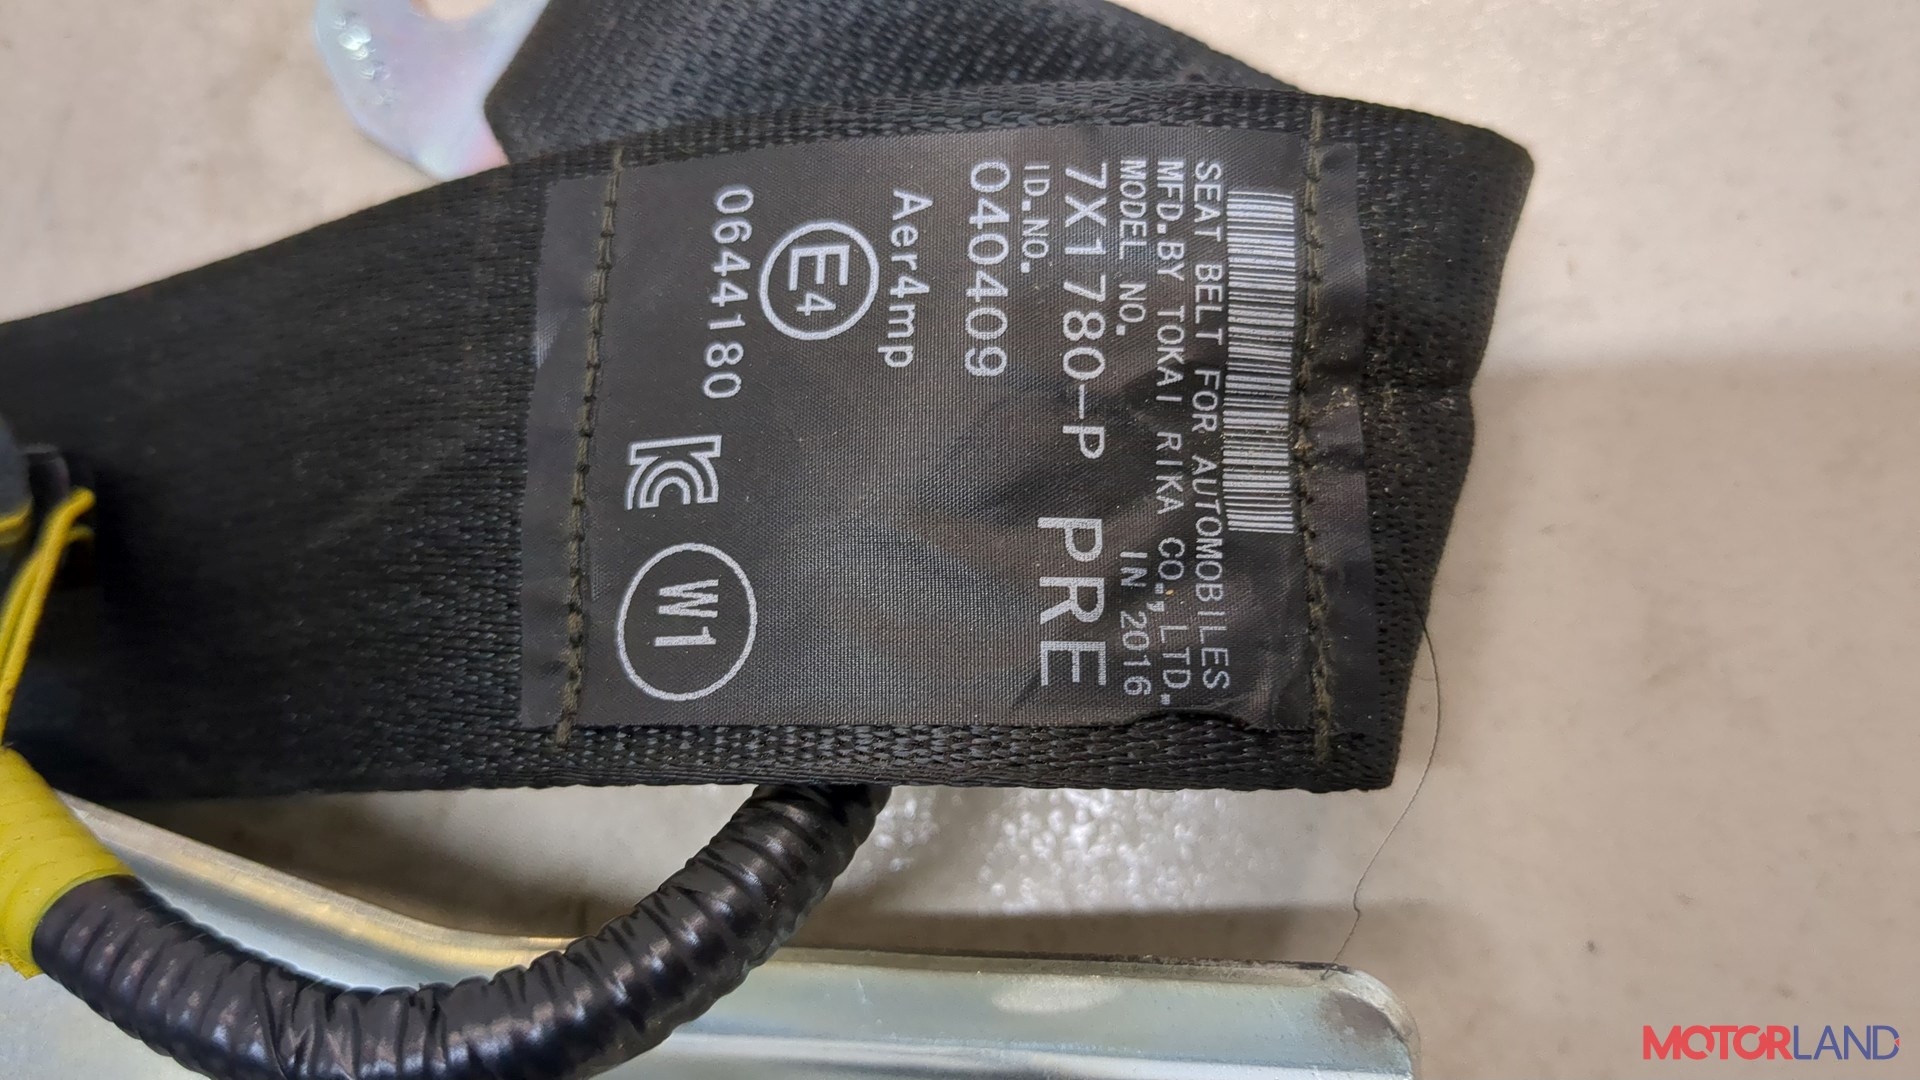 SEAT BELT FOR AUTOMOBILES
MFD.BY TOKAI RIKA CO.,LTD.
MODEL NO. IN 2016
7X1780-P PRE
ID.NO.
040409
Aer4mp
E4
0644180
KC
W1
MOTORLAND